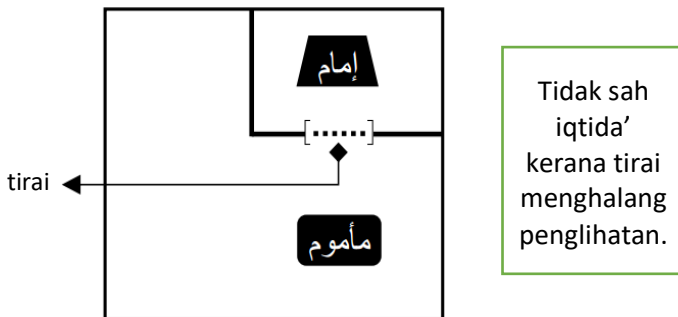 إمام
tirai
مأموم
Tidak sah
iqtida’
kerana tirai
menghalang
penglihatan.